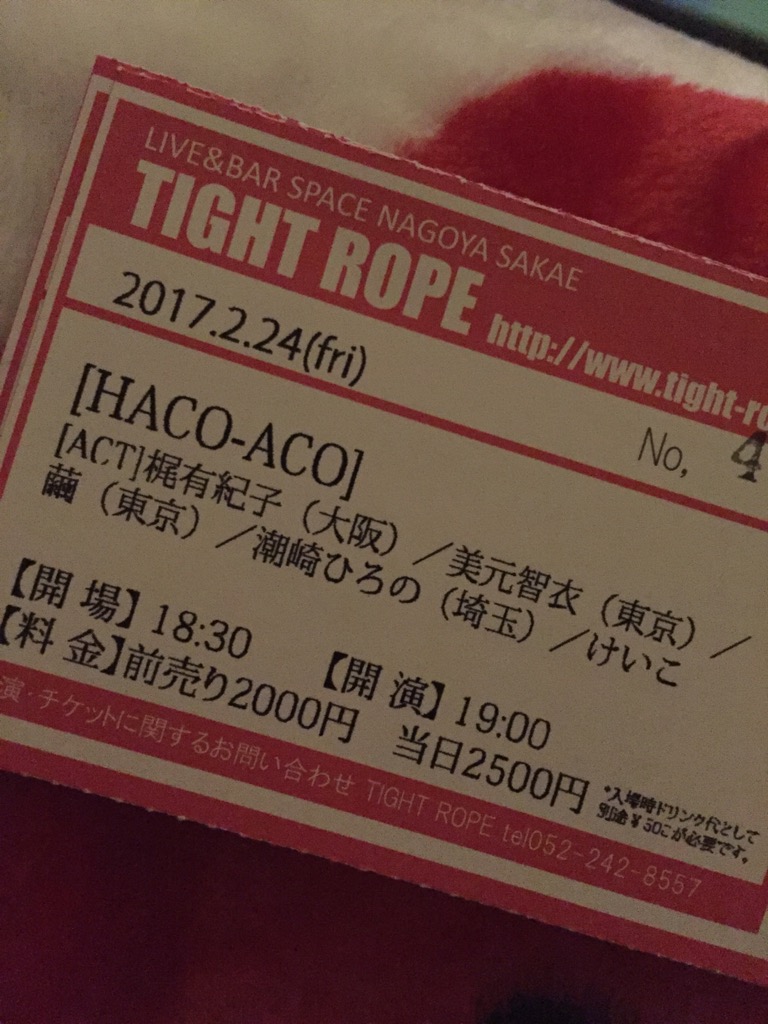 LIVE&BAR SPACE NAGOYA SAKAE
TIGHT ROPE http://www.tight-ro
2017.2.24(fri)
No, 4
[HACO-ACO]
[ACT]梶有紀子（大阪）／美元智衣（東京）／
繭（東京）／潮崎ひろの（埼玉）／けいこ
【開 場】18:30 【開 演】19:00
【料 金】前売り2000円 当日2500円
*入場時ドリンク代として
別途￥500が必要です。
演・チケットに関するお問い合わせ TIGHT ROPE tel052-242-8557